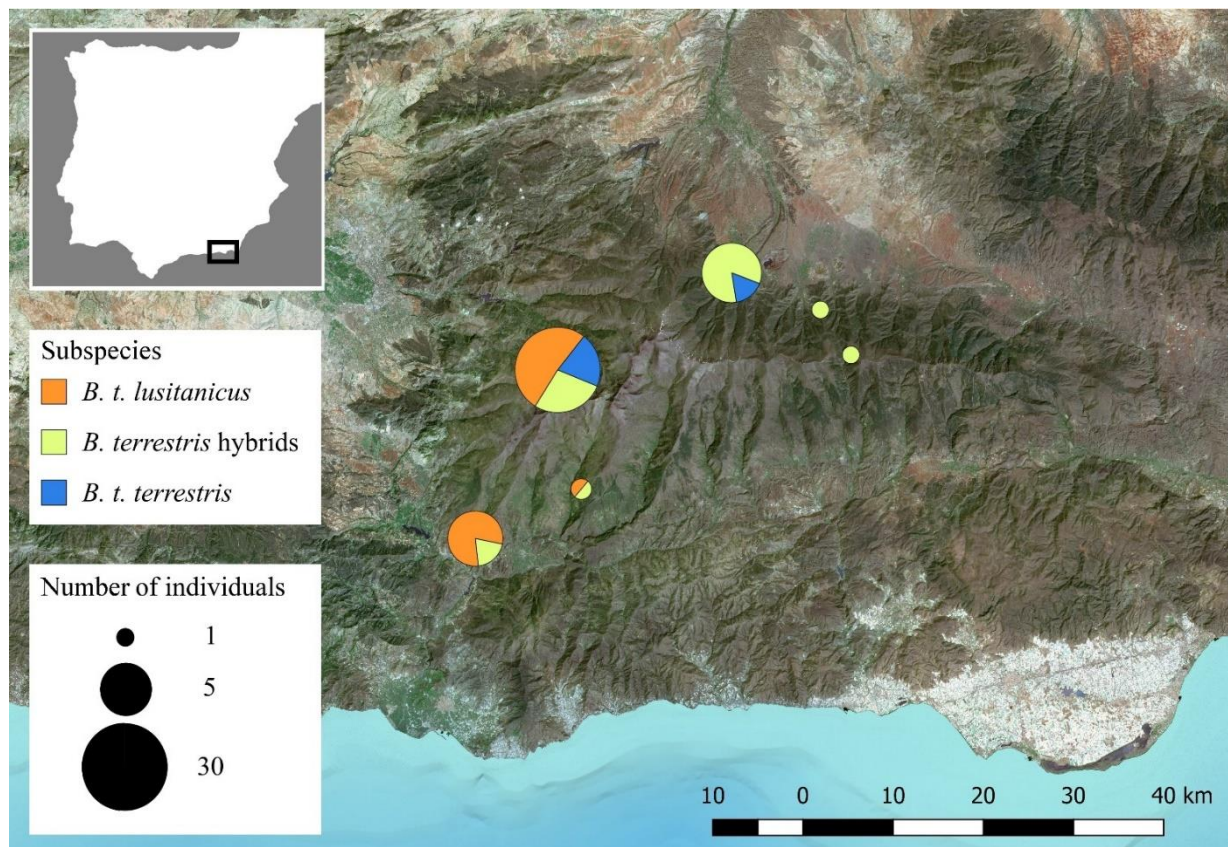 Subspecies
B. t. lusitanicus
B. terrestris hybrids
B. t. terrestris
Number of individuals
1
5
30
10 0 10 20 30 40 km